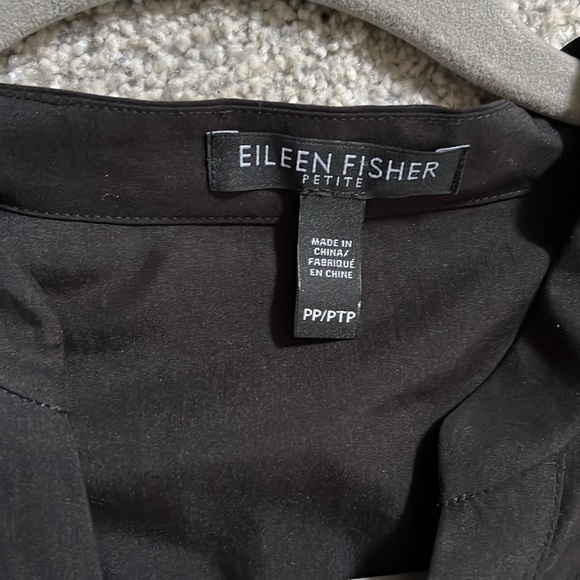 EILEEN FISHER
PETITE
MADE IN
CHINA/
FABRIQUÉ
EN CHINE
PP/PTP